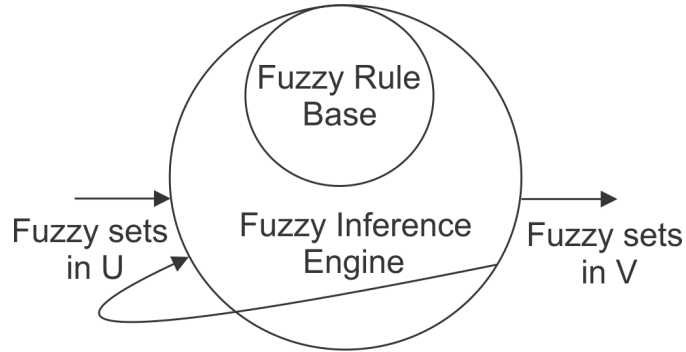 Fuzzy Rule
Base
Fuzzy sets
in U
Fuzzy Inference
Engine
Fuzzy sets
in V